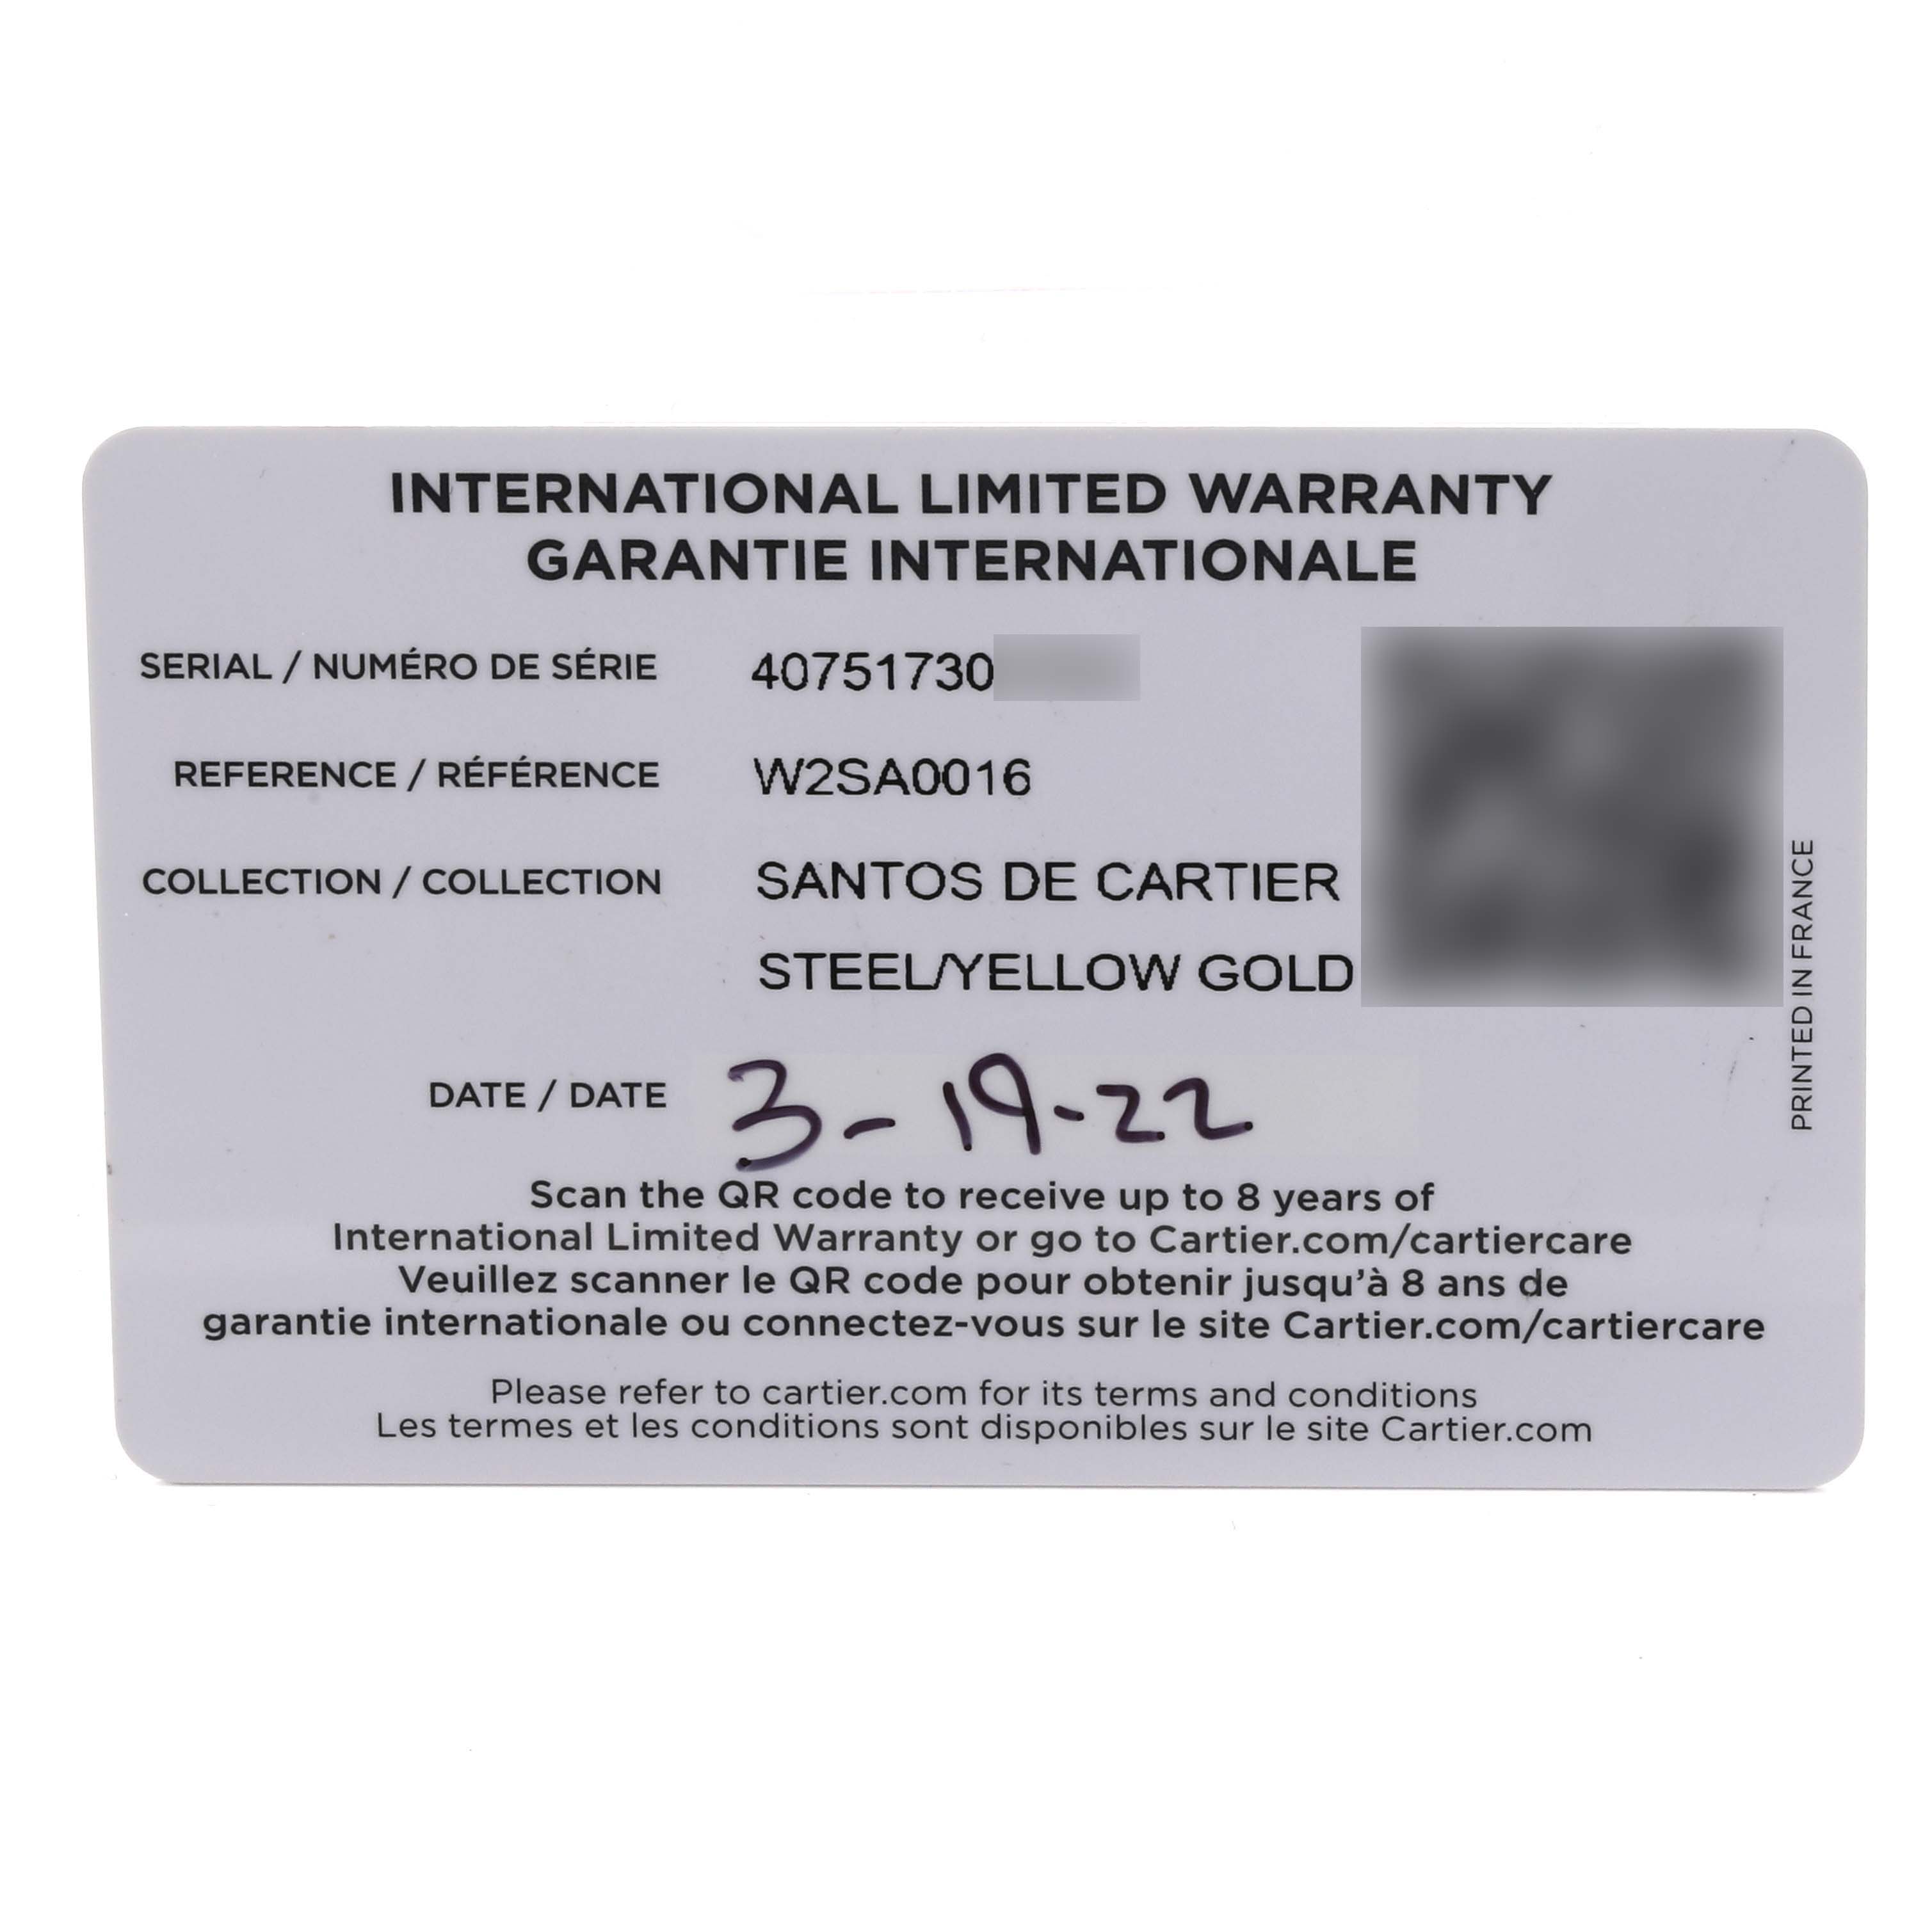 INTERNATIONAL LIMITED WARRANTY
GARANTIE INTERNATIONALE
SERIAL / NUMÉRO DE SÉRIE 40751730
REFERENCE / RÉFÉRENCE W2SA0016
COLLECTION / COLLECTION SANTOS DE CARTIER
STEEL/YELLOW GOLD
PRINTED IN FRANCE
DATE / DATE 3-19-22
Scan the QR code to receive up to 8 years of
International Limited Warranty or go to Cartier.com/cartiercare
Veuillez scanner le QR code pour obtenir jusqu'à 8 ans de
garantie internationale ou connectez-vous sur le site Cartier.com/cartiercare
Please refer to cartier.com for its terms and conditions
Les termes et les conditions sont disponibles sur le site Cartier.com